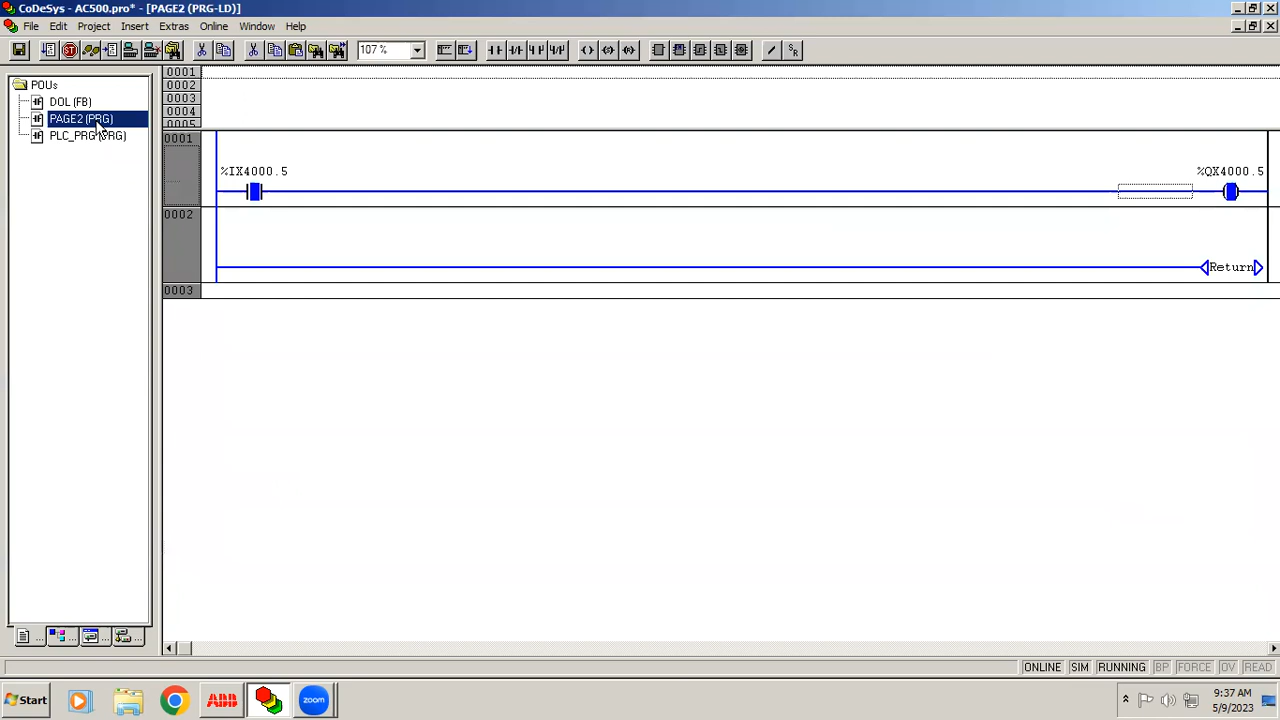 CoDeSys - AC500.pro* - [PAGE2 (PRG-LD)]
File Edit Project Insert Extras Online Window Help
107 %
POUs
DOL (FB)
PAGE2 (PRG)
PLC_PRG (PRG)
0001
0002
0003
0004
0005
0001
%IX4000.5
%QX4000.5
0002
Return
0003
ONLINE SIM RUNNING BP FORCE OV READ
Start
ABB
zoom
9:37 AM
5/9/2023